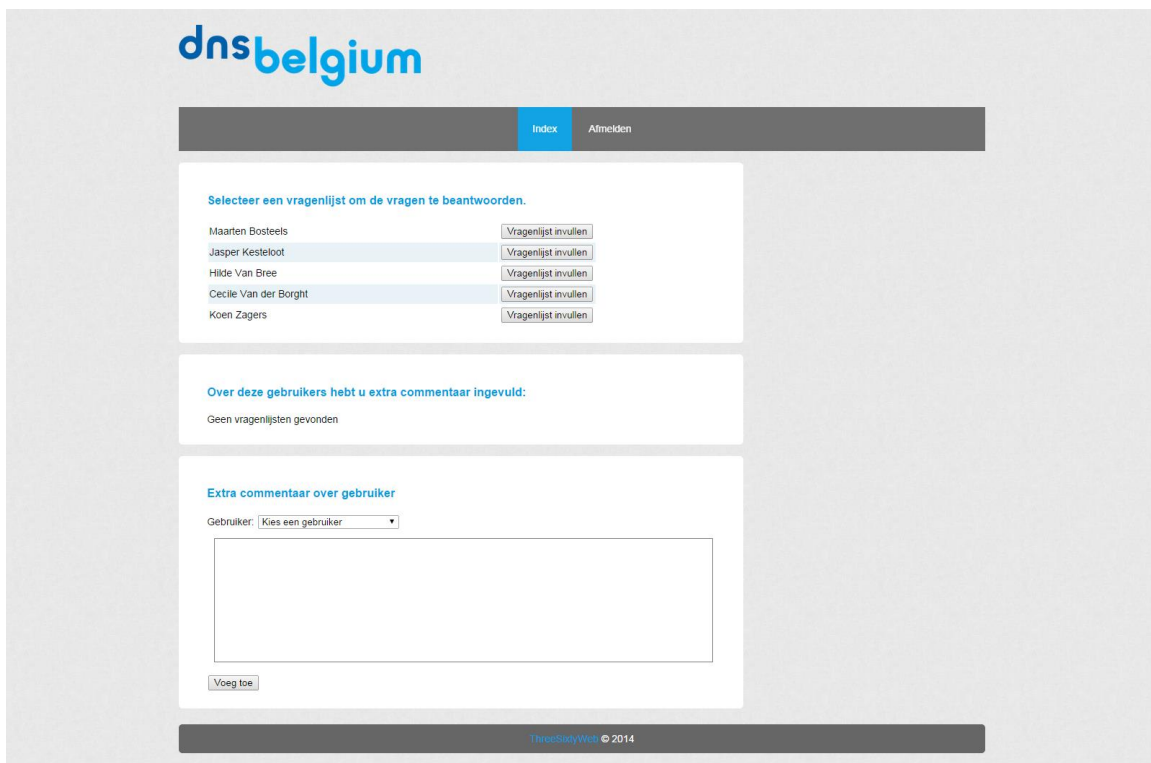 dnsbelgium
Index Afmelden
Selecteer een vragenlijst om de vragen te beantwoorden.
Maarten Bosteels Vragenlijst invullen
Jasper Kesteloot Vragenlijst invullen
Hilde Van Bree Vragenlijst invullen
Cecile Van der Borght Vragenlijst invullen
Koen Zagers Vragenlijst invullen
Over deze gebruikers hebt u extra commentaar ingevuld:
Geen vragenlijsten gevonden
Extra commentaar over gebruiker
Gebruiker: Kies een gebruiker
Voeg toe
ThreeSixtyWeb © 2014